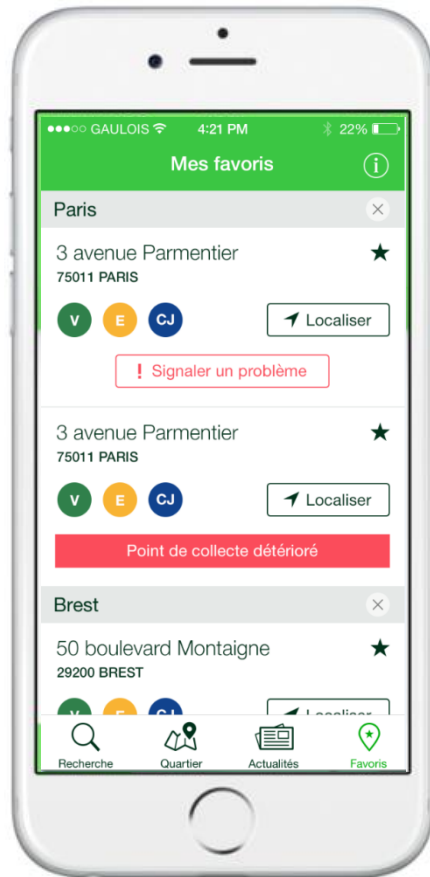 GAULOIS 4:21 PM 22%
Mes favoris
i
Paris
3 avenue Parmentier
75011 PARIS
V E CJ Localiser
! Signaler un problème
3 avenue Parmentier
75011 PARIS
V E CJ Localiser
Point de collecte détérioré
Brest
50 boulevard Montaigne
29200 BREST
V E CJ Localiser
Recherche Quartier Actualités Favoris